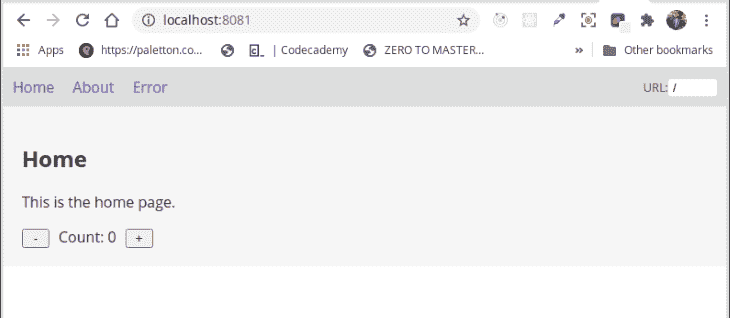 localhost:8081
Apps https://paletton.co... C_ | Codecademy ZERO TO MASTER... » Other bookmarks
Home About Error URL: /
Home
This is the home page.
- Count: 0 +